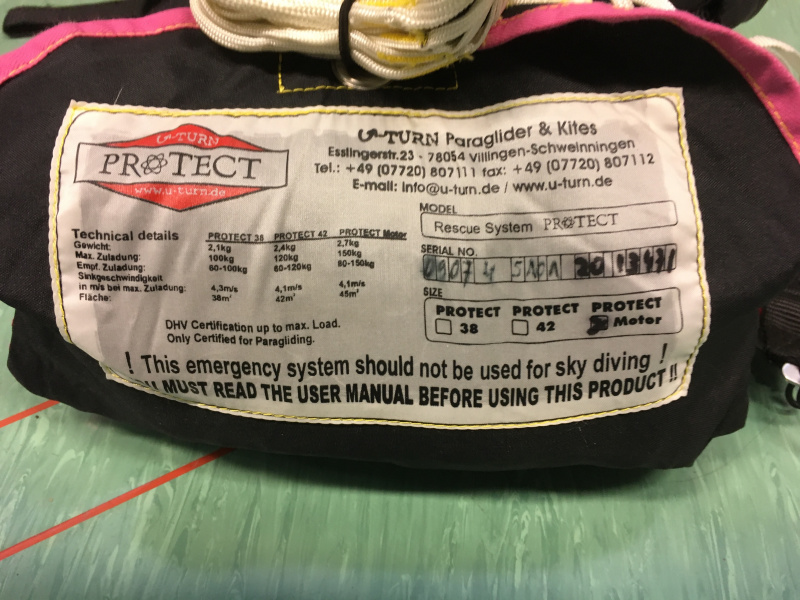 U-TURN
PROTECT
www.u-turn.de
U-TURN Paraglider & Kites
Esslingerstr.23 - 78054 Villingen-Schweinningen
Tel.: +49 (07720) 807111 fax: +49 (07720) 807112
E-mail: info@u-turn.de / www.u-turn.de
MODEL
Rescue System PROTECT
SERIAL NO.
20 13431
SIZE
PROTECT 38
PROTECT 42
PROTECT Motor
Technical details PROTECT 38 PROTECT 42 PROTECT Motor
Gewicht: 2,1kg 2,4kg 2,7kg
Max. Zuladung: 100kg 120kg 150kg
Empf. Zuladung: 60-100kg 60-120kg 80-150kg
Sinkgeschwindigkeit
in m/s bei max. Zuladung: 4,3m/s 4,1m/s 4,1m/s
Fläche: 38m² 42m² 45m²
DHV Certification up to max. Load.
Only Certified for Paragliding.
! This emergency system should not be used for sky diving !
MUST READ THE USER MANUAL BEFORE USING THIS PRODUCT !!